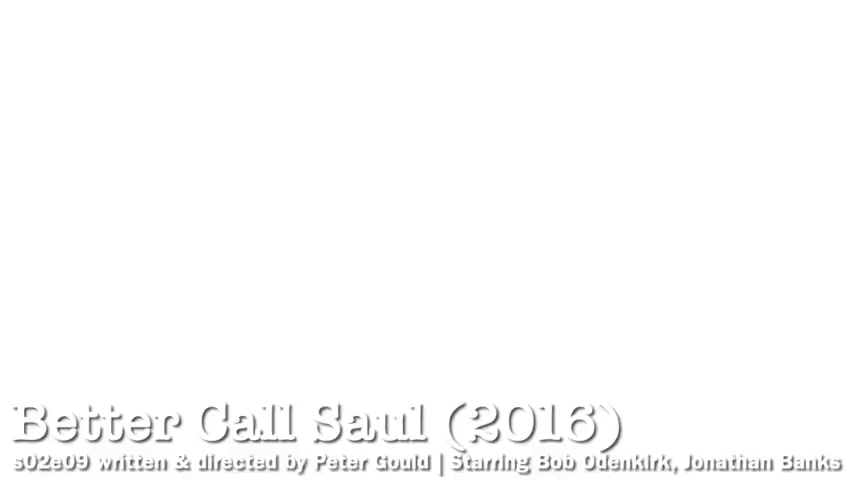 Better Call Saul (2016)
s02e09 written & directed by Peter Gould | Starring Bob Odenkirk, Jonathan Banks